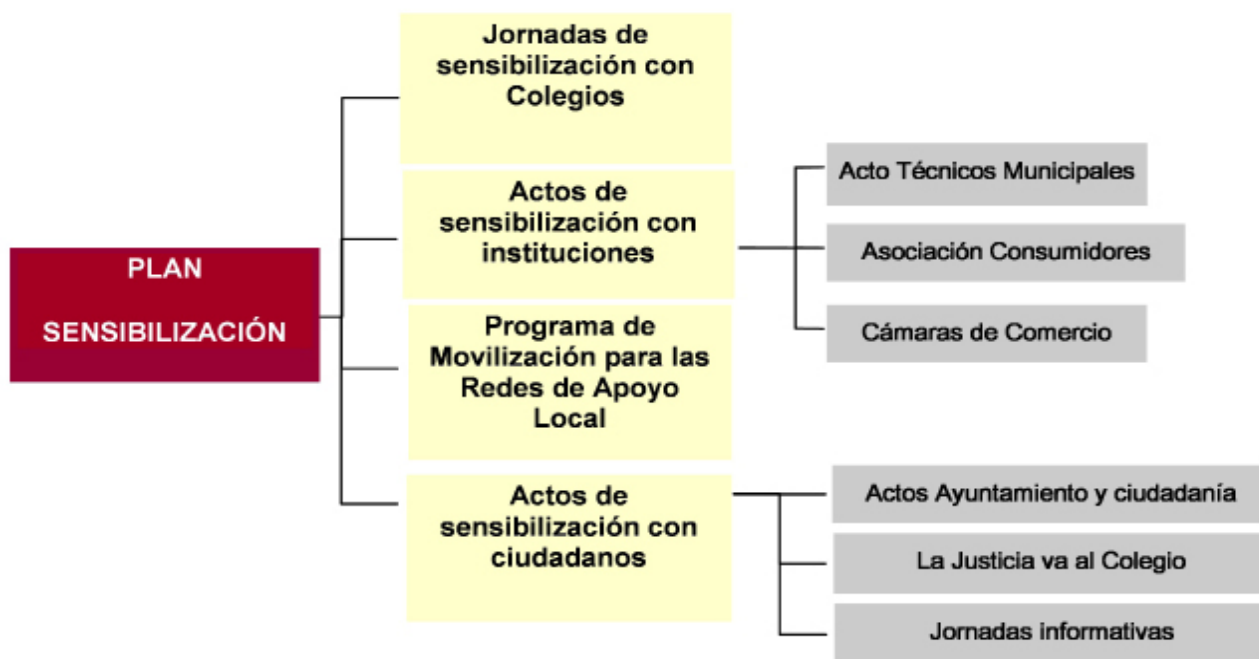 PLAN
SENSIBILIZACIÓN
Jornadas de
sensibilización con
Colegios
Actos de
sensibilización con
instituciones
Programa de
Movilización para las
Redes de Apoyo
Local
Actos de
sensibilización con
ciudadanos
Acto Técnicos Municipales
Asociación Consumidores
Cámaras de Comercio
Actos Ayuntamiento y ciudadanía
La Justicia va al Colegio
Jornadas informativas